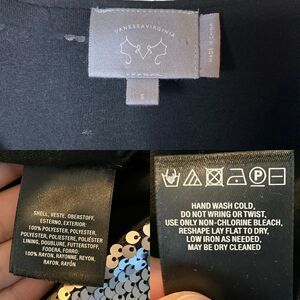 VANESSAVIRGINIA
S
MADE IN CHINA
SHELL, VESTE, OBERSTOFF,
ESTERNO, EXTERIOR:
100% POLYESTER, POLYESTER,
POLYESTER, POLIESTERE, POLIÉSTER
LINING, DOUBLURE, FUTTERSTOFF,
FODERA, FORRO:
100% RAYON, RAYONNE, REYON,
RAYON, RAYÓN
P
HAND WASH COLD,
DO NOT WRING OR TWIST,
USE ONLY NON-CHLORINE BLEACH,
RESHAPE LAY FLAT TO DRY,
LOW IRON AS NEEDED,
MAY BE DRY CLEANED